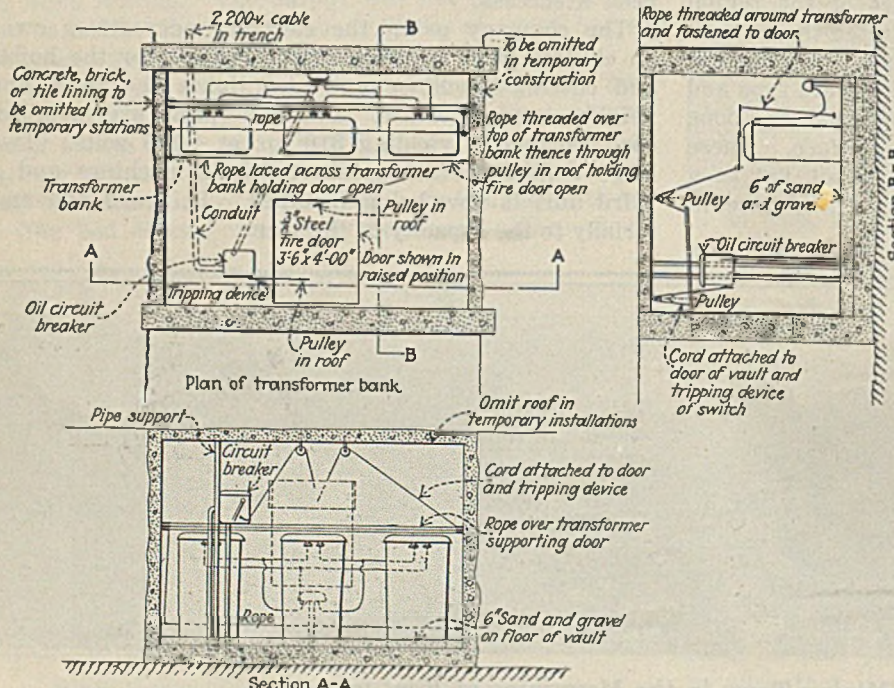 2,200-v. cable
in trench
B
To be omitted
in temporary
construction
Concrete, brick,
or tile lining to
be omitted in
temporary stations
rope
Rope threaded over
top of transformer
bank thence through
pulley in roof holding
fire door open
Transformer
bank
Rope laced across transformer
bank holding door open
Conduit
Pulley in
roof
3/8" Steel
fire door
3'-6"x 4'-00"
Door shown in
raised position
A
A
Oil circuit
breaker
Tripping device
Pulley
in roof
B
Plan of transformer bank
Rope threaded around transformer
and fastened to door
Pulley
6" of sand
and gravel
Oil circuit breaker
Pulley
Cord attached to
door of vault and
tripping device
of switch
Section B-B
Pipe support
Omit roof in
temporary installations
Circuit
breaker
Cord attached to door
and tripping device
Rope over transformer
supporting door
Rope
6" Sand and gravel
on floor of vault
Section A-A